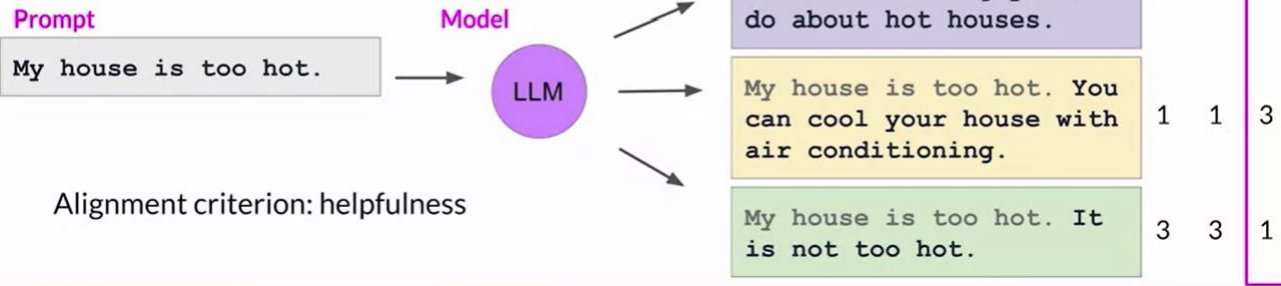 Prompt
Model
My house is too hot.
LLM
do about hot houses.
My house is too hot. You
can cool your house with
air conditioning.
1 1 3
My house is too hot. It
is not too hot.
3 3 1
Alignment criterion: helpfulness